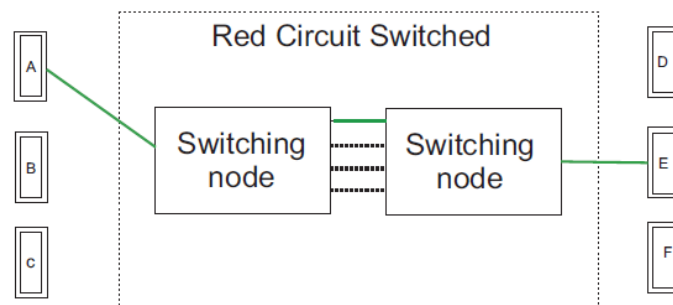 Red Circuit Switched
A
B
c
Switching
node
Switching
node
D
E
F